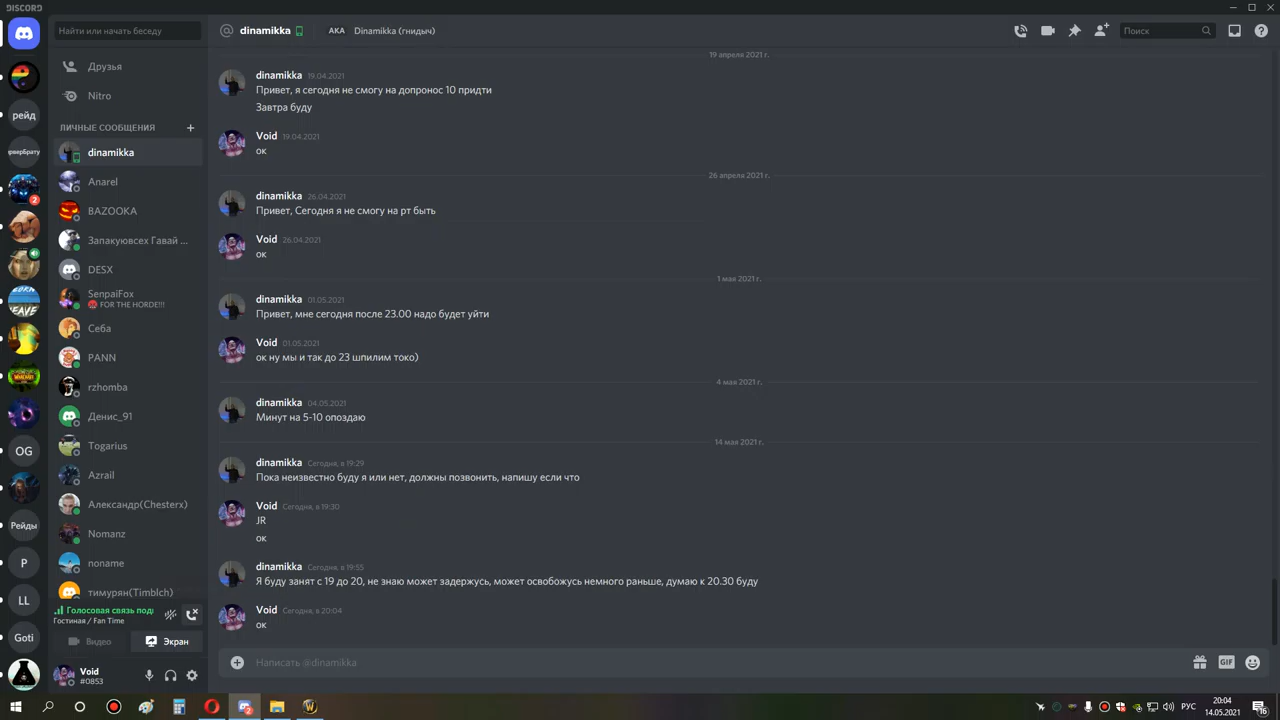 DISCORD
Найти или начать беседу
dinamikka
AKA Dinamikka (гнидыч)
Поиск
Друзья
Nitro
ЛИЧНЫЕ СООБЩЕНИЯ
dinamikka
Anarel
BAZOOKA
Запакуювсех Гавай ...
DESX
SenpaiFox
FOR THE HORDE!!!
Себа
PANN
rzhomba
Денис_91
Togarius
Azrail
Александр(Chesterx)
Nomanz
noname
тимурян(Timblch)
Голосовая связь под
Гостиная / Fan Time
Видео
Экран
Void
#0853
рейд
рверБрату
2
EAVE
OG
Рейды
P
LL
Goti
19 апреля 2021 г.
dinamikka 19.04.2021
Привет, я сегодня не смогу на допронос 10 придти
Завтра буду
Void 19.04.2021
ок
26 апреля 2021 г.
dinamikka 26.04.2021
Привет, Сегодня я не смогу на рт быть
Void 26.04.2021
ок
1 мая 2021 г.
dinamikka 01.05.2021
Привет, мне сегодня после 23.00 надо будет уйти
Void 01.05.2021
ок ну мы и так до 23 шпилим токо)
4 мая 2021 г.
dinamikka 04.05.2021
Минут на 5-10 опоздаю
14 мая 2021 г.
dinamikka Сегодня, в 19:29
Пока неизвестно буду я или нет, должны позвонить, напишу если что
Void Сегодня, в 19:30
JR
ок
dinamikka Сегодня, в 19:55
Я буду занят с 19 до 20, не знаю может задержусь, может освобожусь немного раньше, думаю к 20.30 буду
Void Сегодня, в 20:04
ок
Написать @dinamikka
GIF
РУС
20:04
14.05.2021
16